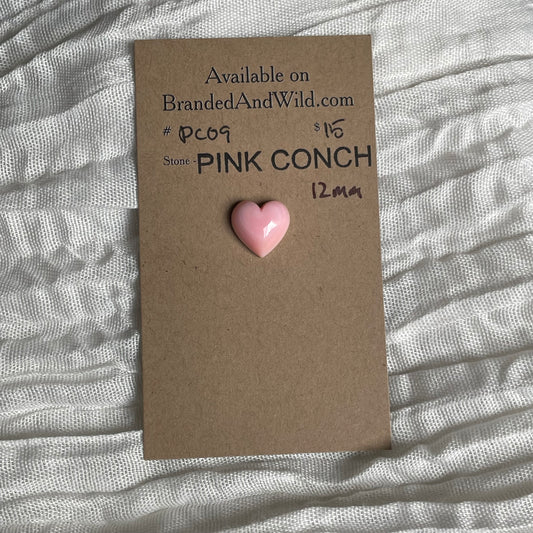 Available on
BrandedAndWild.com
# PC09 $15
Stone - PINK CONCH
12mm